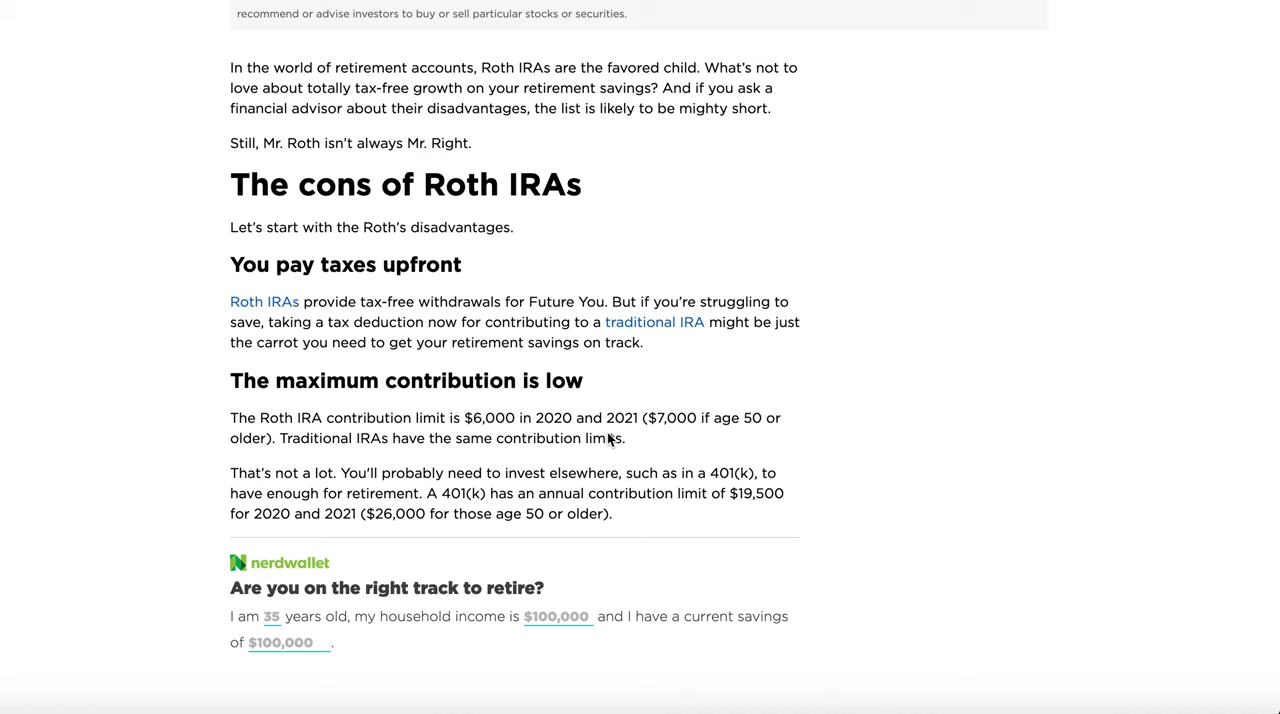 recommend or advise investors to buy or sell particular stocks or securities.
In the world of retirement accounts, Roth IRAs are the favored child. What’s not to
love about totally tax-free growth on your retirement savings? And if you ask a
financial advisor about their disadvantages, the list is likely to be mighty short.
Still, Mr. Roth isn’t always Mr. Right.
The cons of Roth IRAs
Let’s start with the Roth’s disadvantages.
You pay taxes upfront
Roth IRAs provide tax-free withdrawals for Future You. But if you’re struggling to
save, taking a tax deduction now for contributing to a traditional IRA might be just
the carrot you need to get your retirement savings on track.
The maximum contribution is low
The Roth IRA contribution limit is $6,000 in 2020 and 2021 ($7,000 if age 50 or
older). Traditional IRAs have the same contribution limits.
That’s not a lot. You'll probably need to invest elsewhere, such as in a 401(k), to
have enough for retirement. A 401(k) has an annual contribution limit of $19,500
for 2020 and 2021 ($26,000 for those age 50 or older).
nerdwallet
Are you on the right track to retire?
I am 35 years old, my household income is $100,000 and I have a current savings
of $100,000 .